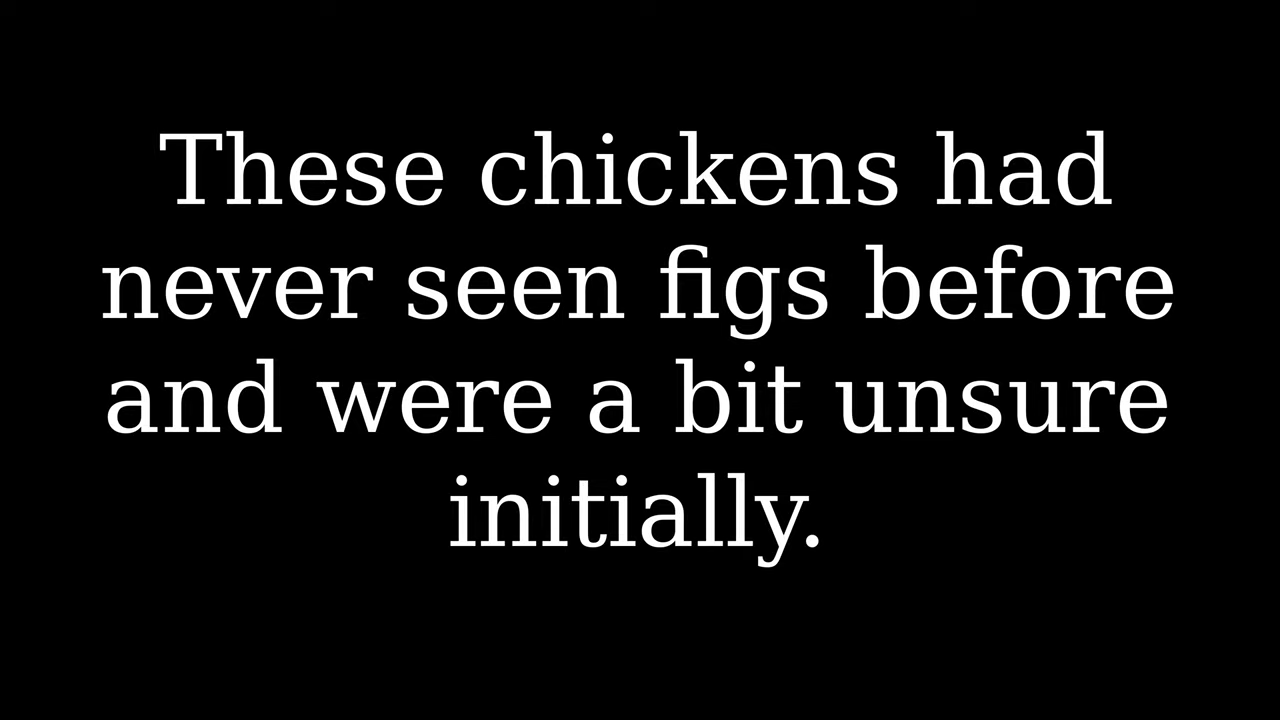 These chickens had
never seen figs before
and were a bit unsure
initially.